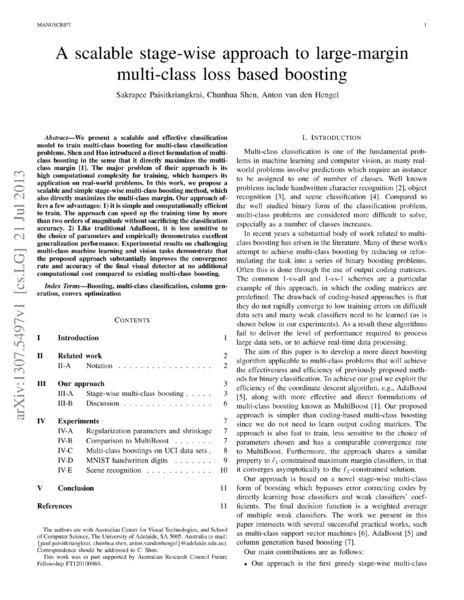 MANUSCRIPT 1
A scalable stage-wise approach to large-margin
multi-class loss based boosting
Sakrapee Paisitkriangkrai, Chunhua Shen, Anton van den Hengel
arXiv:1307.5497v1 [cs.LG] 21 Jul 2013
Abstract—We present a scalable and effective classification
model to train multi-class boosting for multi-class classification
problems. Shen and Hao introduced a direct formulation of multi-
class boosting in the sense that it directly maximizes the multi-
class margin [1]. The major problem of their approach is its
high computational complexity for training, which hampers its
application on real-world problems. In this work, we propose a
scalable and simple stage-wise multi-class boosting method, which
also directly maximizes the multi-class margin. Our approach of-
fers a few advantages: 1) it is simple and computationally efficient
to train. The approach can speed up the training time by more
than two orders of magnitude without sacrificing the classification
accuracy. 2) Like traditional AdaBoost, it is less sensitive to
the choice of parameters and empirically demonstrates excellent
generalization performance. Experimental results on challenging
multi-class machine learning and vision tasks demonstrate that
the proposed approach substantially improves the convergence
rate and accuracy of the final visual detector at no additional
computational cost compared to existing multi-class boosting.
Index Terms—Boosting, multi-class classification, column gen-
eration, convex optimization
CONTENTS
I Introduction 1
II Related work 2
II-A Notation . . . . . . . . . . . . . . . 2
III Our approach 3
III-A Stage-wise multi-class boosting . . . . . 3
III-B Discussion . . . . . . . . . . . . . . 6
IV Experiments 7
IV-A Regularization parameters and shrinkage 7
IV-B Comparison to MultiBoost . . . . . . . 7
IV-C Multi-class boosting on UCI data sets . 8
IV-D MNIST handwritten digits . . . . . . . 9
IV-E Scene recognition . . . . . . . . . . . 10
V Conclusion 11
References 11
The authors are with Australian Center for Visual Technologies, and School
of Computer Science, The University of Adelaide, SA 5005, Australia (e-mail:
{paul.paisitkriangkrai, chunhua.shen, anton.vandenhengel}@adelaide.edu.au).
Correspondence should be addressed to C. Shen.
This work was in part supported by Australian Research Council Future
Fellowship FT120100969.
I. INTRODUCTION
Multi-class classification is one of the fundamental prob-
lems in machine learning and computer vision, as many real-
world problems involve predictions which require an instance
to be assigned to one of number of classes. Well known
problems include handwritten character recognition [2], object
recognition [3], and scene classification [4]. Compared to
the well studied binary form of the classification problem,
multi-class problems are considered more difficult to solve,
especially as the number of classes increases.
In recent years a substantial body of work related to multi-
class boosting has arisen in the literature. Many of these works
attempt to achieve multi-class boosting by reducing or refor-
mulating the task into a series of binary boosting problems.
Often this is done through the use of output coding matrices.
The common 1-vs-all and 1-vs-1 schemes are a particular
example of this approach, in which the coding matrices are
predefined. The drawback of coding-based approaches is that
they do not rapidly converge to low training errors on difficult
data sets and many weak classifiers need to be learned (as is
shown below in our experiments). As a result these algorithms
fail to deliver the level of performance required to process
large data sets, or to achieve real-time data processing.
The aim of this paper is to develop a more direct boosting
algorithm applicable to multi-class problems that will achieve
the effectiveness and efficiency of previously proposed meth-
ods for binary classification. To achieve our goal we exploit the
efficiency of the coordinate descent algorithm, e.g., AdaBoost
[5], along with more effective and direct formulations of
multi-class boosting known as MultiBoost [1]. Our proposed
approach is simpler than coding-based multi-class boosting
since we do not need to learn output coding matrices. The
approach is also fast to train, less sensitive to the choice of
parameters chosen and has a comparable convergence rate
to MultiBoost. Furthermore, the approach shares a similar
property to ℓ1-constrained maximum margin classifiers, in that
it converges asymptotically to the ℓ1-constrained solution.
Our approach is based on a novel stage-wise multi-class
form of boosting which bypasses error correcting codes by
directly learning base classifiers and weak classifiers' coef-
ficients. The final decision function is a weighted average
of multiple weak classifiers. The work we present in this
paper intersects with several successful practical works, such
as multi-class support vector machines [6], AdaBoost [5] and
column generation based boosting [7].
Our main contributions are as follows:
• Our approach is the first greedy stage-wise multi-class